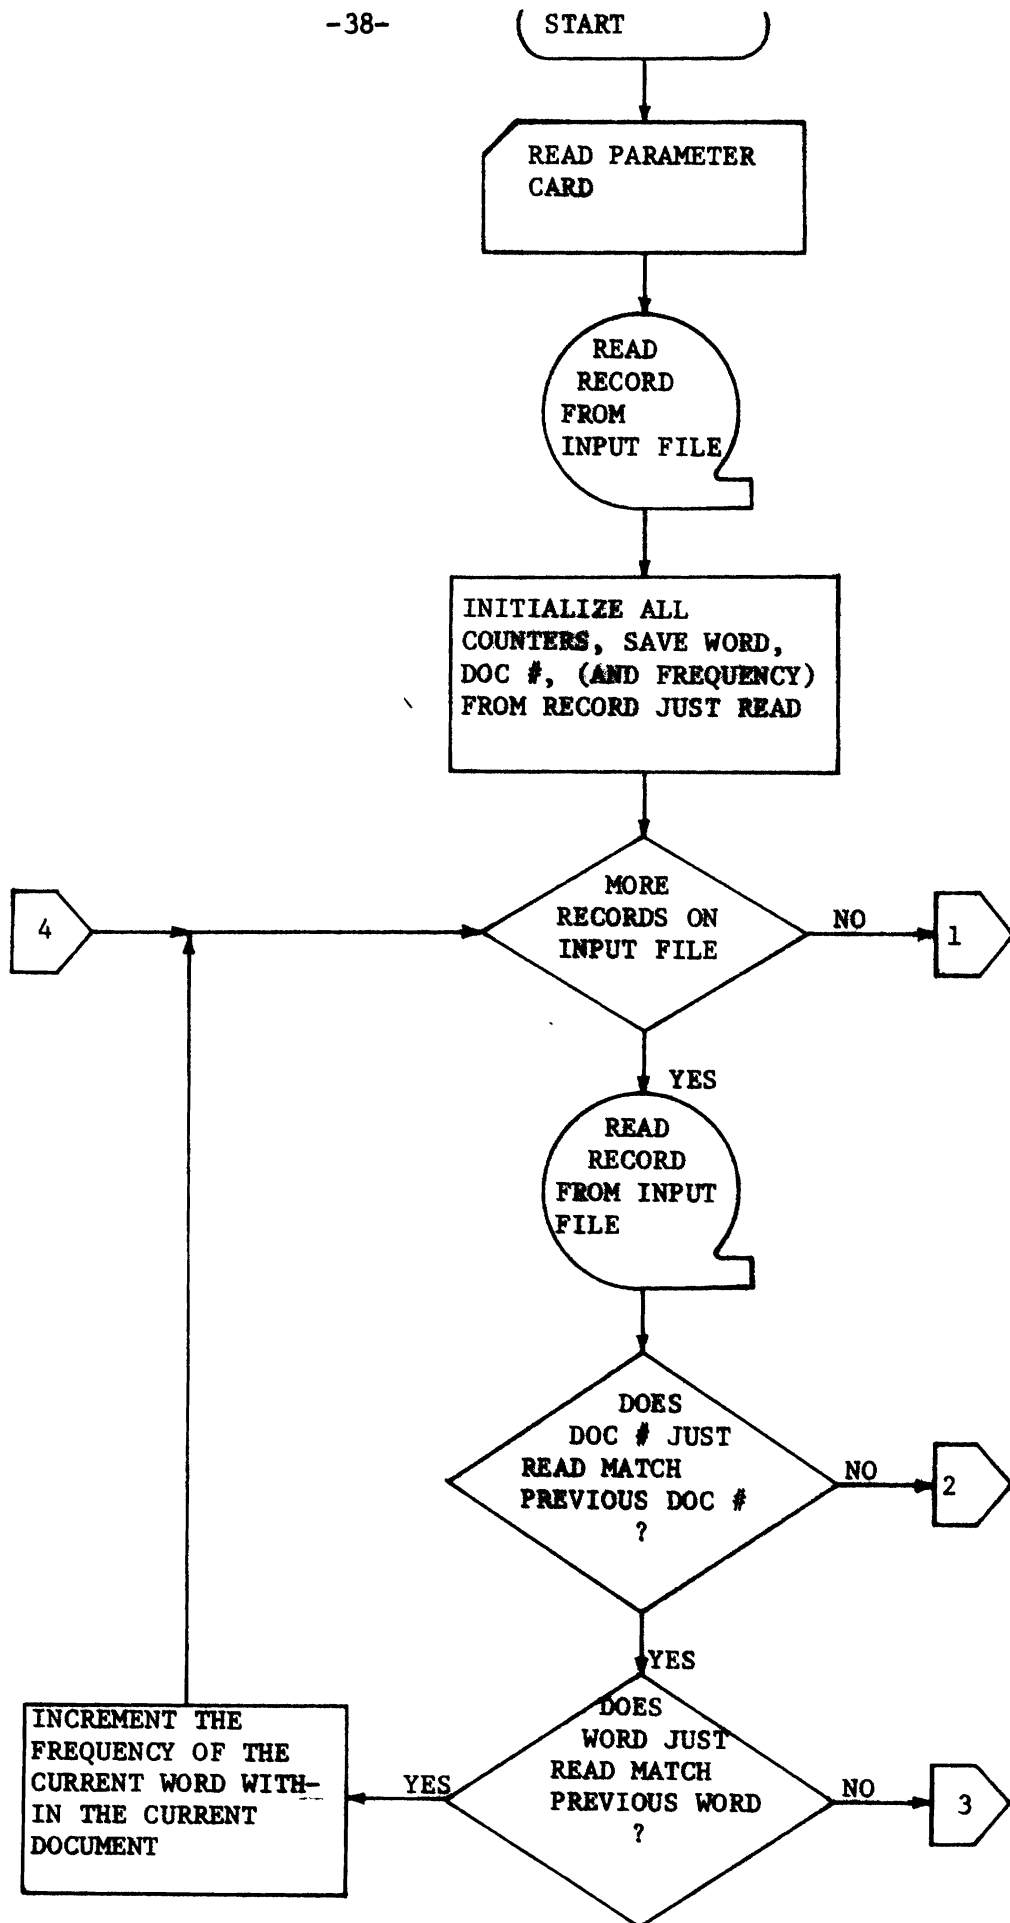 -38-
START
READ PARAMETER
CARD
READ
RECORD
FROM
INPUT FILE
INITIALIZE ALL
COUNTERS, SAVE WORD,
DOC #, (AND FREQUENCY)
FROM RECORD JUST READ
MORE
RECORDS ON
INPUT FILE
4
NO
1
YES
READ
RECORD
FROM INPUT
FILE
DOES
DOC # JUST
READ MATCH
PREVIOUS DOC #
?
NO
2
YES
DOES
WORD JUST
READ MATCH
PREVIOUS WORD
?
NO
3
YES
INCREMENT THE
FREQUENCY OF THE
CURRENT WORD WITH-
IN THE CURRENT
DOCUMENT